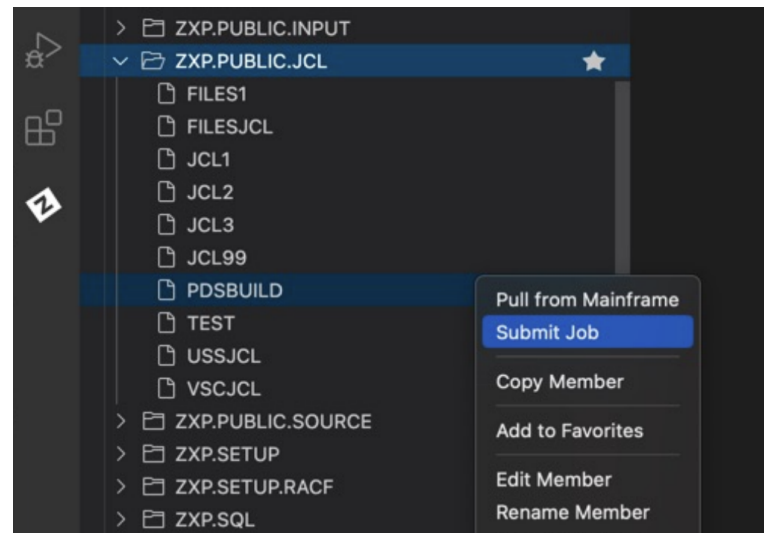 ZXP.PUBLIC.INPUT
ZXP.PUBLIC.JCL
FILES1
FILESJCL
JCL1
JCL2
JCL3
JCL99
PDSBUILD
TEST
USSJCL
VSCJCL
ZXP.PUBLIC.SOURCE
ZXP.SETUP
ZXP.SETUP.RACF
ZXP.SQL
Pull from Mainframe
Submit Job
Copy Member
Add to Favorites
Edit Member
Rename Member
Z